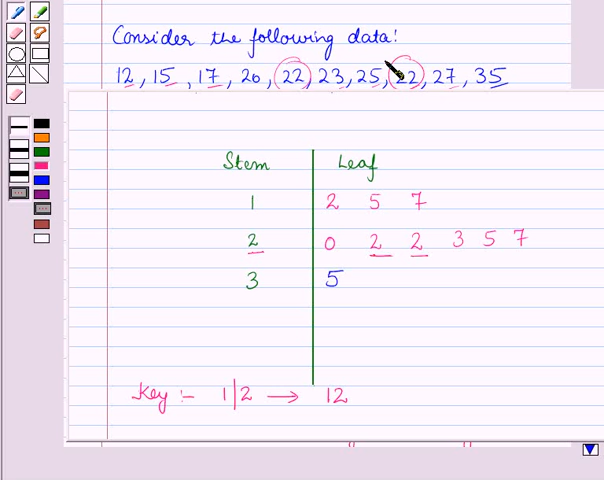 Consider the following data:
12, 15, 17, 20, 22, 23, 25, 22, 27, 35
Stem Leaf
1 2 5 7
2 0 2 2 3 5 7
3 5
Key :- 1|2 → 12